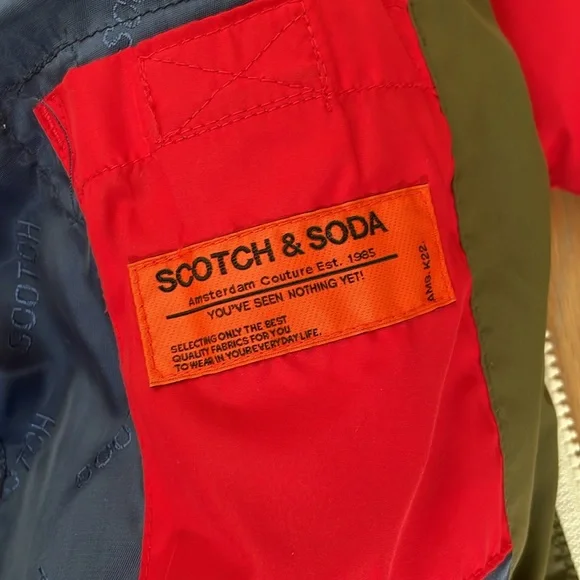 SCOTCH & SODA
Amsterdam Couture Est. 1985
YOU'VE SEEN NOTHING YET!
SELECTING ONLY THE BEST
QUALITY FABRICS FOR YOU
TO WEAR IN YOUR EVERYDAY LIFE.
AMS. K22.
SCOTCH
SCOTCH